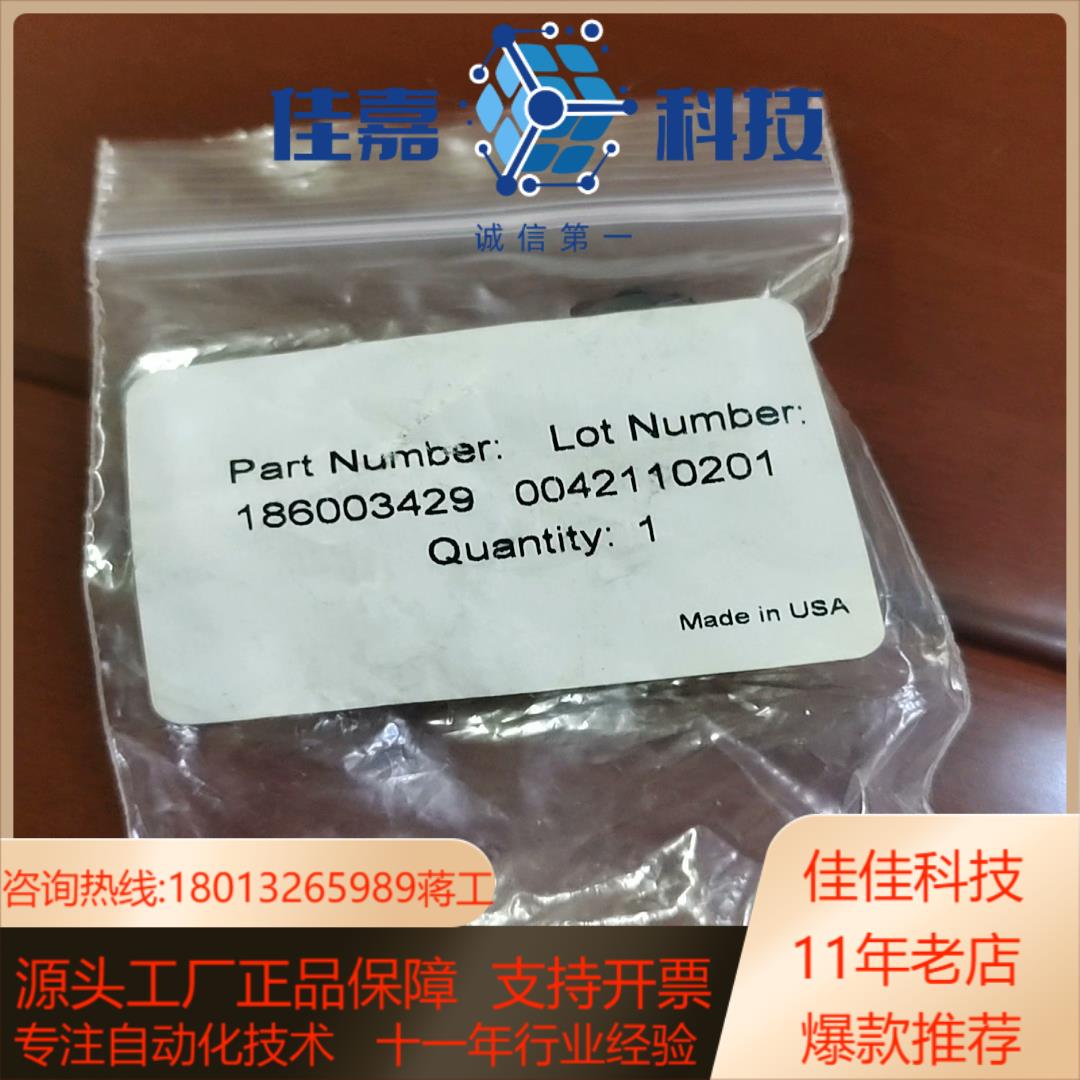 佳嘉 科技
诚信第一
Part Number: Lot Number:
186003429 0042110201
Quantity: 1
Made in USA
咨询热线:18013265989蒋工
源头工厂正品保障 支持开票
专注自动化技术 十一年行业经验
佳佳科技
11年老店
爆款推荐